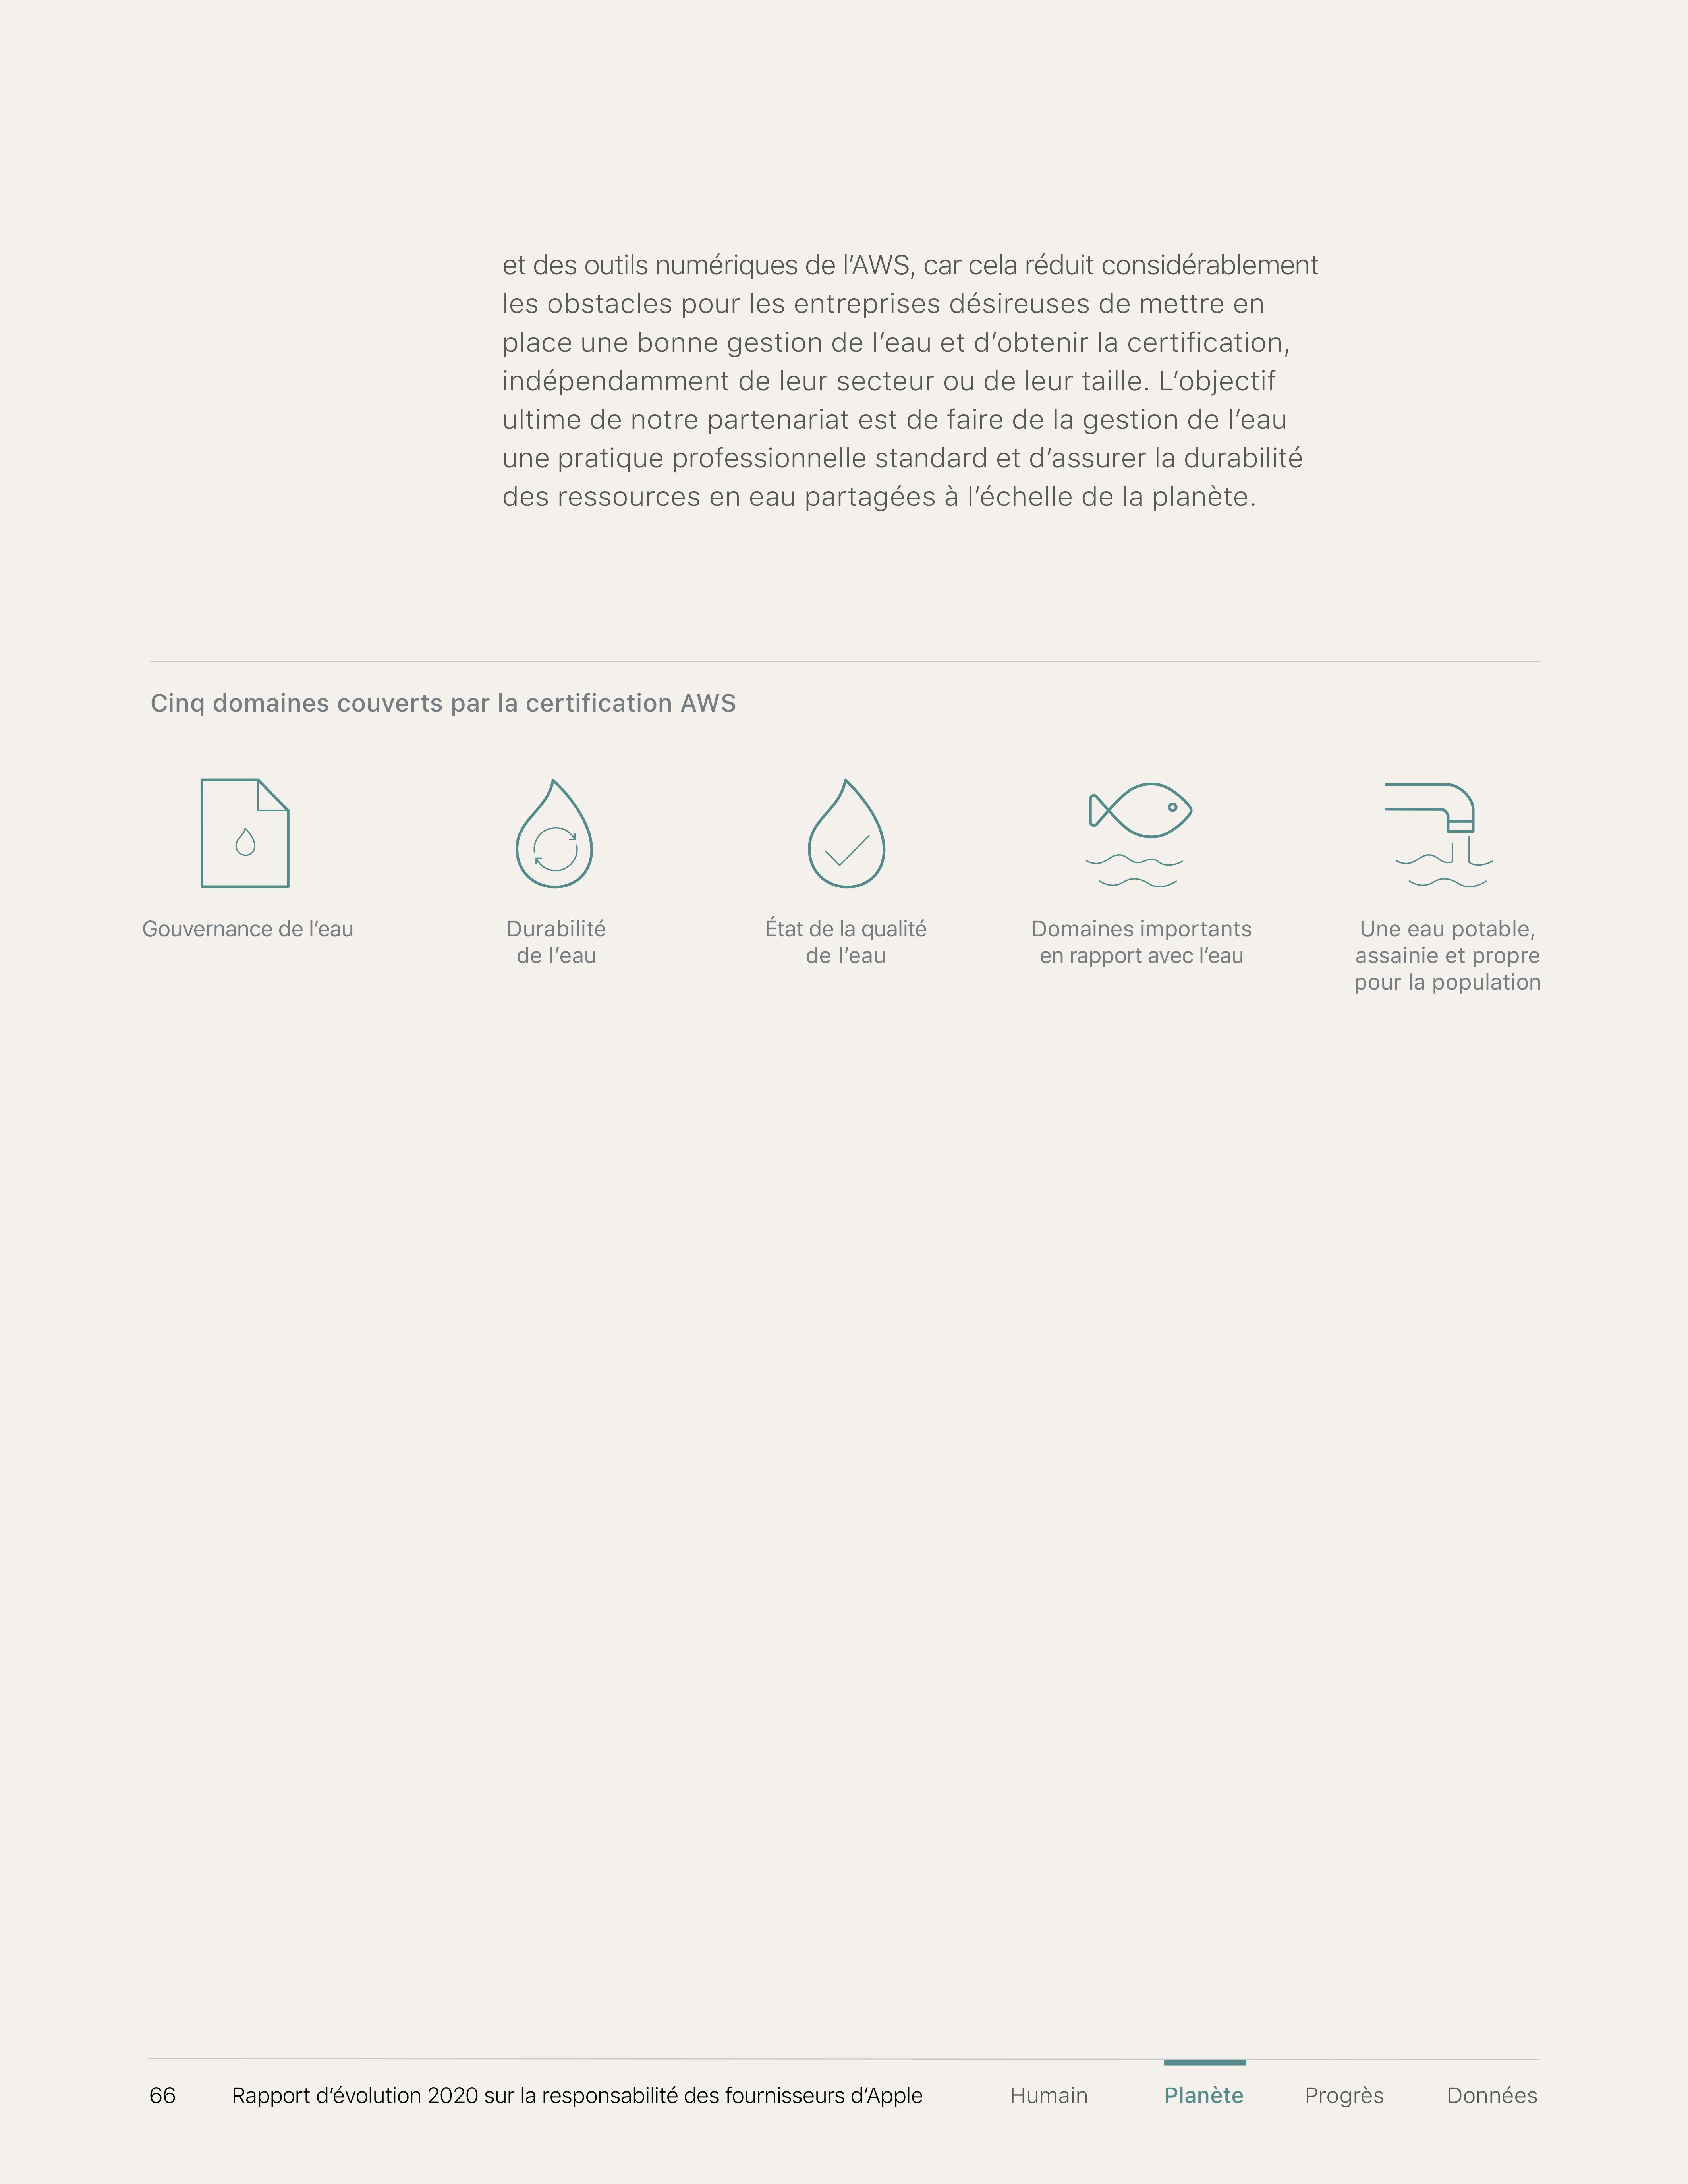 et des outils numériques de l’AWS, car cela réduit considérablement
les obstacles pour les entreprises désireuses de mettre en
place une bonne gestion de l’eau et d’obtenir la certification,
indépendamment de leur secteur ou de leur taille. L’objectif
ultime de notre partenariat est de faire de la gestion de l’eau
une pratique professionnelle standard et d’assurer la durabilité
des ressources en eau partagées à l’échelle de la planète.
Cinq domaines couverts par la certification AWS
Gouvernance de l’eau
Durabilité
de l’eau
État de la qualité
de l’eau
Domaines importants
en rapport avec l’eau
Une eau potable,
assainie et propre
pour la population
66 Rapport d’évolution 2020 sur la responsabilité des fournisseurs d’Apple Humain Planète Progrès Données